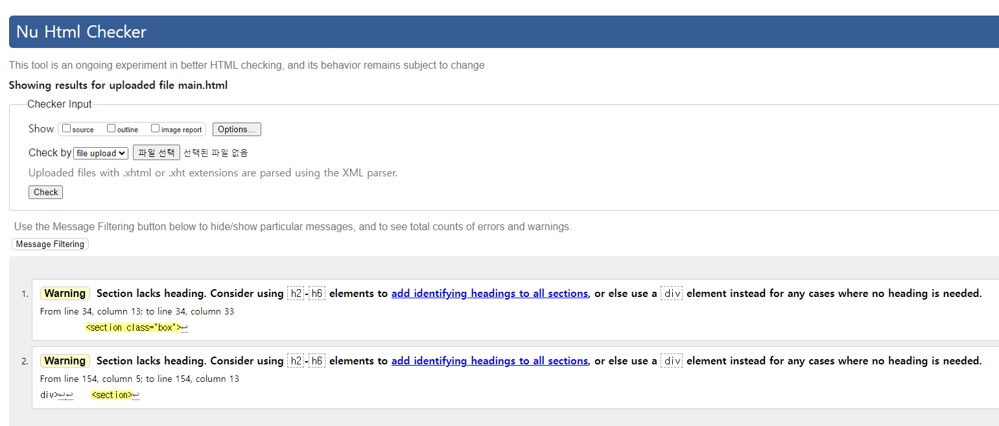 Nu Html Checker
This tool is an ongoing experiment in better HTML checking, and its behavior remains subject to change
Showing results for uploaded file main.html
Checker Input
Show source outline image report Options...
Check by file upload 파일 선택 선택된 파일 없음
Uploaded files with .xhtml or .xht extensions are parsed using the XML parser.
Check
Use the Message Filtering button below to hide/show particular messages, and to see total counts of errors and warnings.
Message Filtering
1. Warning Section lacks heading. Consider using h2-h6 elements to add identifying headings to all sections, or else use a div element instead for any cases where no heading is needed.
From line 34, column 13; to line 34, column 33
<section class="box">↩
2. Warning Section lacks heading. Consider using h2-h6 elements to add identifying headings to all sections, or else use a div element instead for any cases where no heading is needed.
From line 154, column 5; to line 154, column 13
div>↩↩ <section>↩